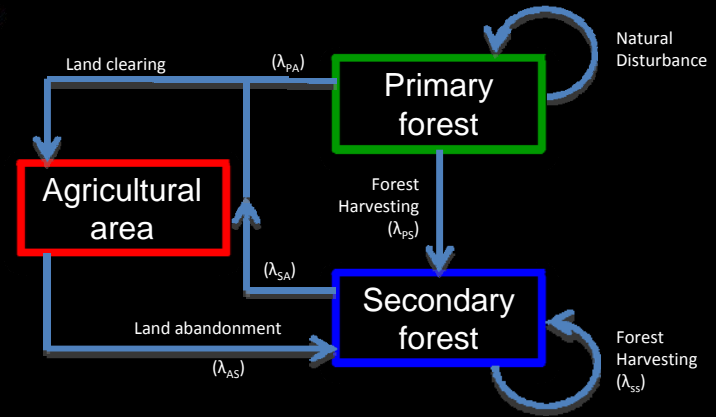 Land clearing
(λPA)
Primary
forest
Natural
Disturbance
Agricultural
area
Forest
Harvesting
(λPS)
(λSA)
Secondary
forest
Land abandonment
(λAS)
Forest
Harvesting
(λss)